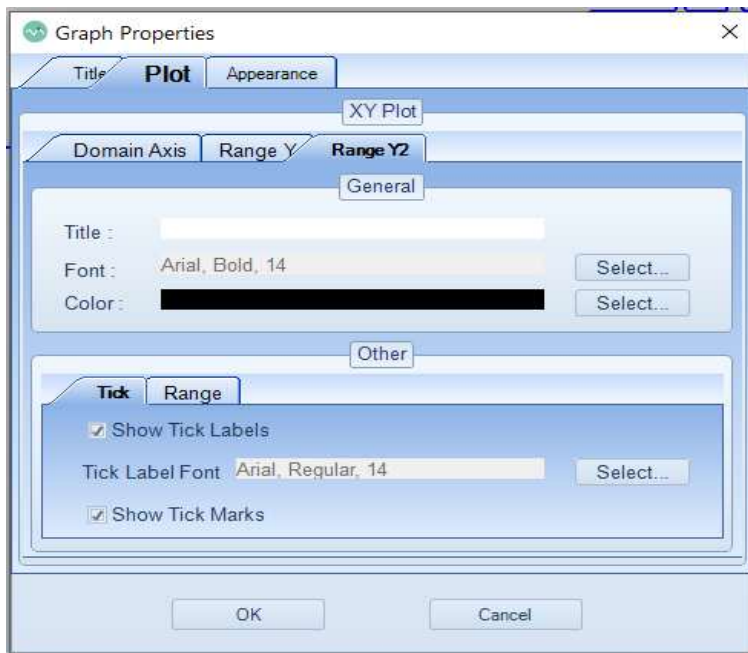 Graph Properties
Title Plot Appearance
XY Plot
Domain Axis Range Y Range Y2
General
Title :
Font : Arial, Bold, 14 Select...
Color : Select...
Other
Tick Range
Show Tick Labels
Tick Label Font Arial, Regular, 14 Select...
Show Tick Marks
OK Cancel